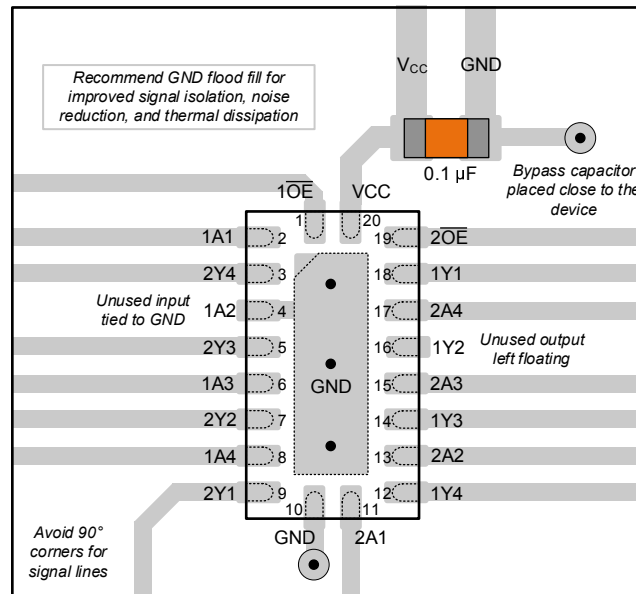 Recommend GND flood fill for
improved signal isolation, noise
reduction, and thermal dissipation
VCC GND
0.1 µF
Bypass capacitor
placed close to the
device
1O̅E̅ VCC
1 20
1A1 2 19 2O̅E̅
2Y4 3 18 1Y1
Unused input
tied to GND
1A2 4 17 2A4
2Y3 5 16 1Y2
Unused output
left floating
1A3 6 GND 15 2A3
2Y2 7 14 1Y3
1A4 8 13 2A2
2Y1 9 12 1Y4
10 11
GND 2A1
Avoid 90°
corners for
signal lines